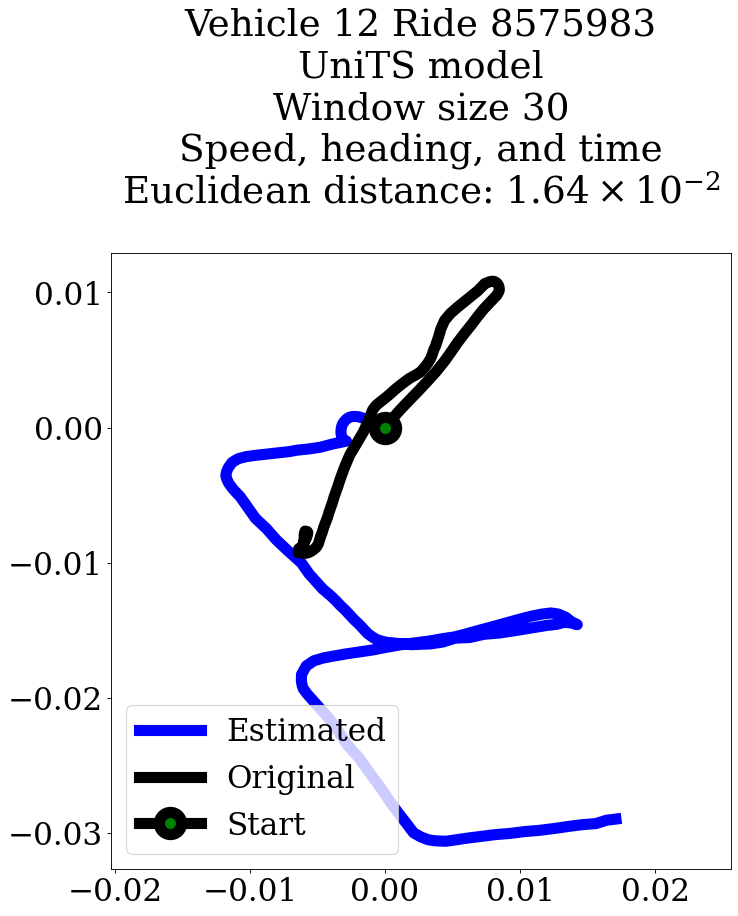 Vehicle 12 Ride 8575983
UniTS model
Window size 30
Speed, heading, and time
Euclidean distance: 1.64 × 10⁻²
0.01
0.00
−0.01
−0.02
−0.03
Estimated
Original
Start
−0.02 −0.01 0.00 0.01 0.02